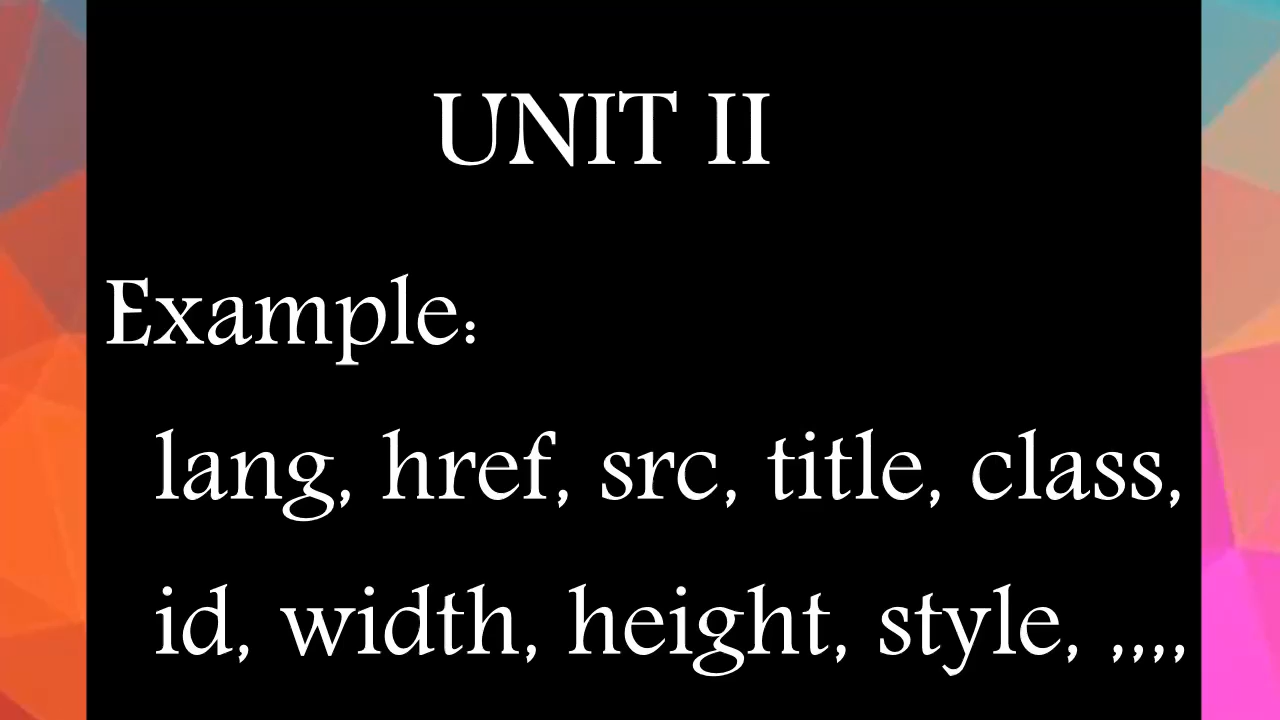 UNIT II
Example:
lang, href, src, title, class,
id, width, height, style, ,,,,